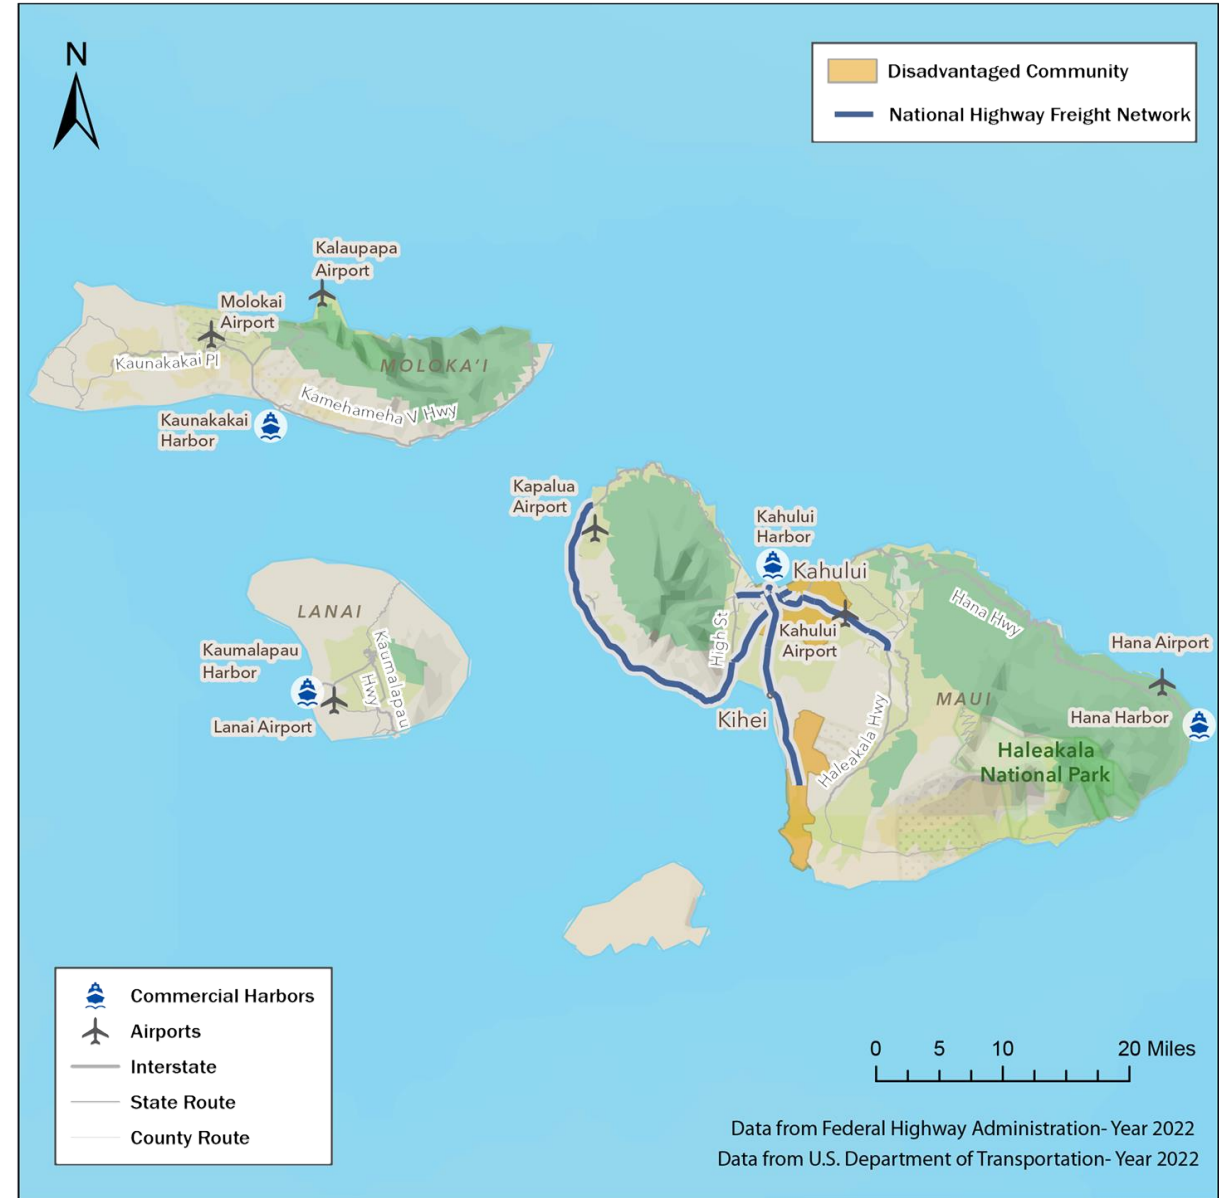 N
Disadvantaged Community
National Highway Freight Network
Kalaupapa
Airport
Molokai
Airport
Kaunakakai Pl
MOLOKA'I
Kamehameha V Hwy
Kaunakakai
Harbor
Kapalua
Airport
Kahului
Harbor
Kahului
High St
Kahului
Airport
Hana Hwy
Hana Airport
LANAI
Kaumalapau
Harbor
Kaumalapau
Hwy
Lanai Airport
Kihei
MAUI
Hana Harbor
Haleakala Hwy
Haleakala
National Park
Commercial Harbors
Airports
Interstate
State Route
County Route
0 5 10 20 Miles
Data from Federal Highway Administration- Year 2022
Data from U.S. Department of Transportation- Year 2022